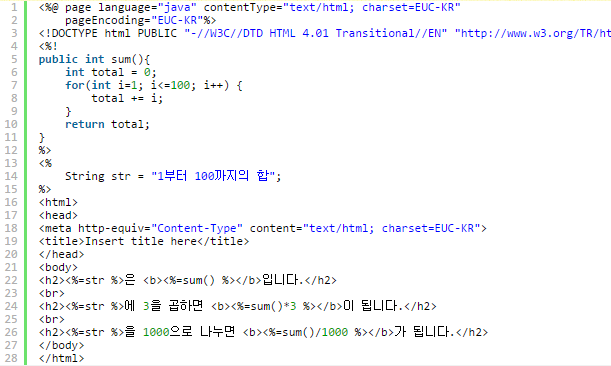 1 <%@ page language="java" contentType="text/html; charset=EUC-KR"
2 pageEncoding="EUC-KR"%>
3 <!DOCTYPE html PUBLIC "-//W3C//DTD HTML 4.01 Transitional//EN" "http://www.w3.org/TR/ht
4 <%!
5 public int sum(){
6 int total = 0;
7 for(int i=1; i<=100; i++) {
8 total += i;
9 }
10 return total;
11 }
12 %>
13 <%
14 String str = "1부터 100까지의 합";
15 %>
16 <html>
17 <head>
18 <meta http-equiv="Content-Type" content="text/html; charset=EUC-KR">
19 <title>Insert title here</title>
20 </head>
21 <body>
22 <h2><%=str %>은 <b><%=sum() %></b>입니다.</h2>
23 <br>
24 <h2><%=str %>에 3을 곱하면 <b><%=sum()*3 %></b>이 됩니다.</h2>
25 <br>
26 <h2><%=str %>을 1000으로 나누면 <b><%=sum()/1000 %></b>가 됩니다.</h2>
27 </body>
28 </html>